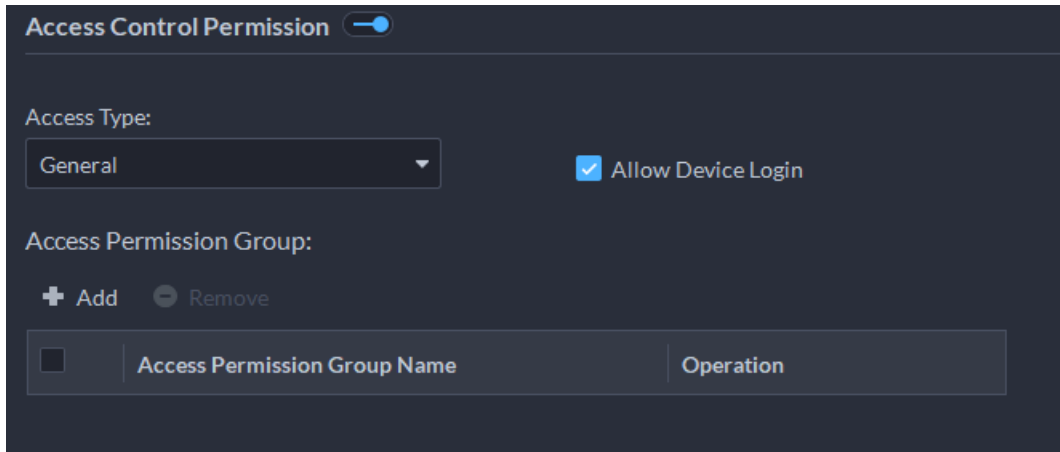 Access Control Permission
Access Type:
General
Allow Device Login
Access Permission Group:
Add Remove
Access Permission Group Name Operation